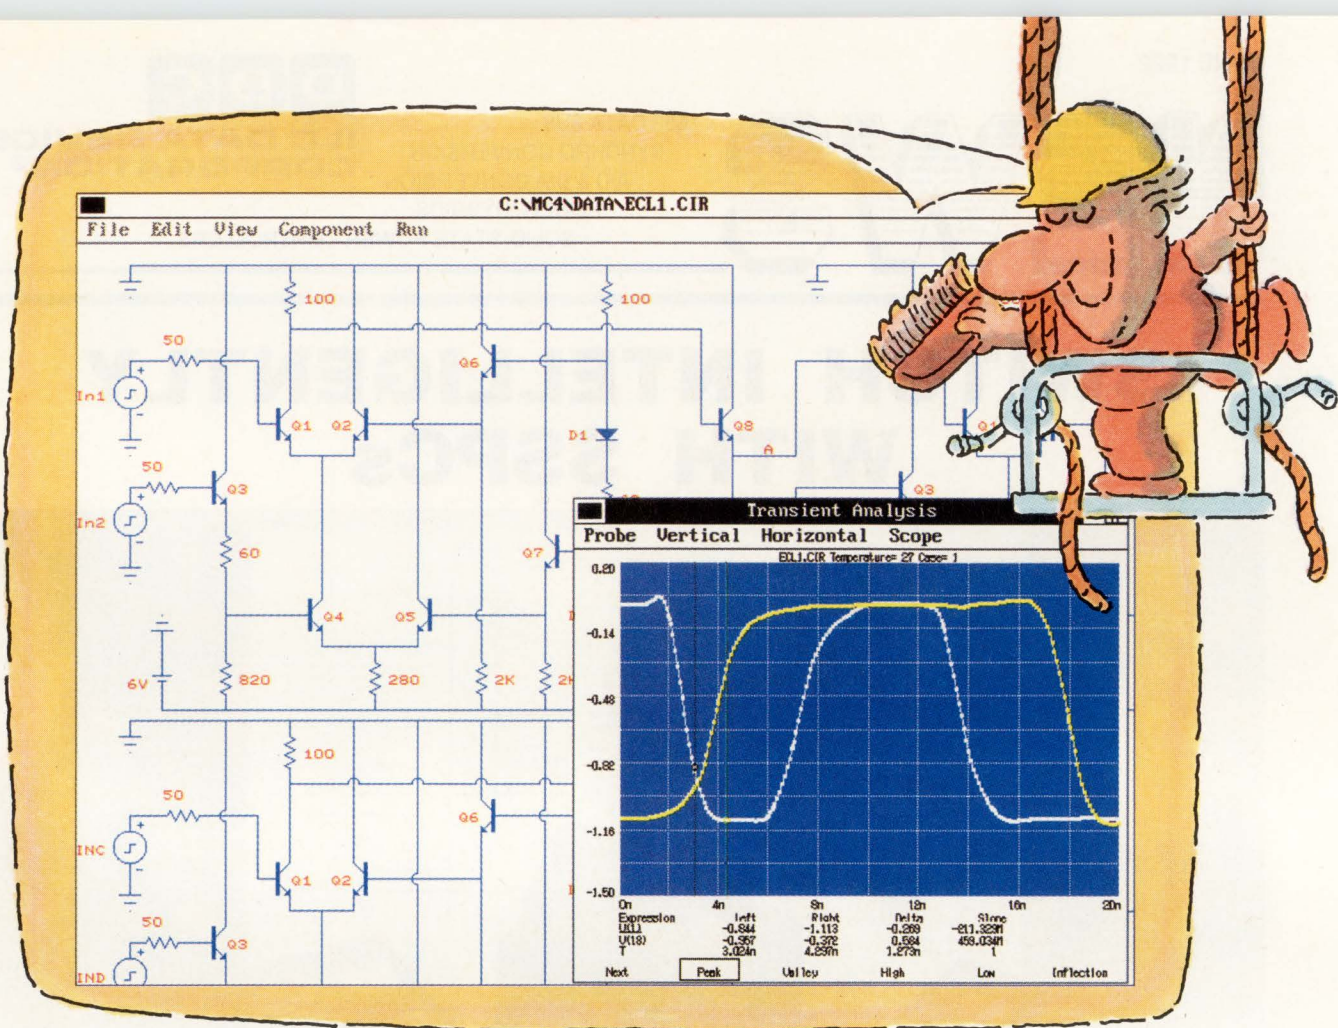 C:\MC4\DATA\ECL1.CIR
File Edit View Component Run
100
100
50
Q6
In1
Q1 Q2
D1
Q8
A
50
Q3
Q3
In2
60
Q7
Q4 Q5
6V
820
280
2K
100
50
Q6
INC
Q1 Q2
50
Q3
IND
Transient Analysis
Probe Vertical Horizontal Scope
ECL1.CIR Temperature= 27 Case= 1
0.20
-0.14
-0.48
-0.82
-1.16
-1.50
0n 4n 8n 12n 16n 20n
Expression Left Right Delta Slope
V(1) -0.844 -1.113 -0.269 -211.329M
V(18) -0.957 -0.372 0.584 459.034M
T 3.024n 4.297n 1.273n 1
Next Peak Valley High Low Inflection